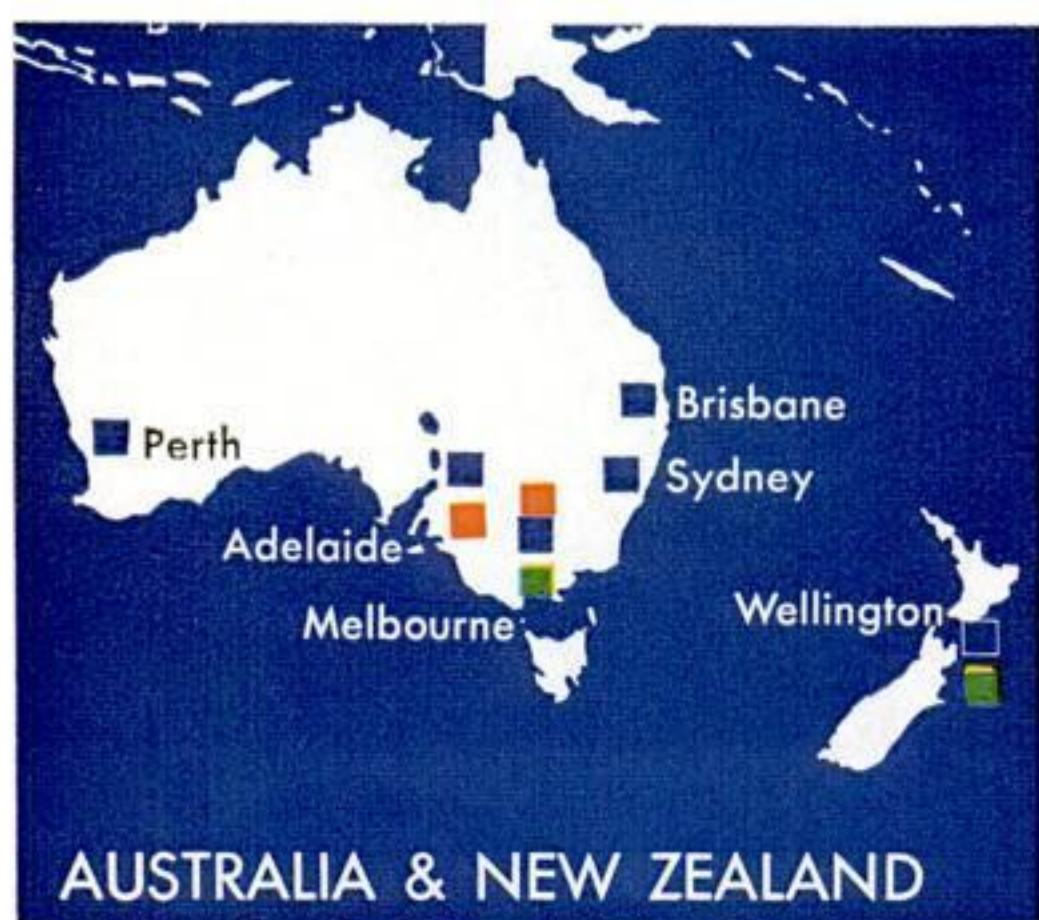 Brisbane
Perth
Sydney
Adelaide
Wellington
Melbourne
AUSTRALIA & NEW ZEALAND